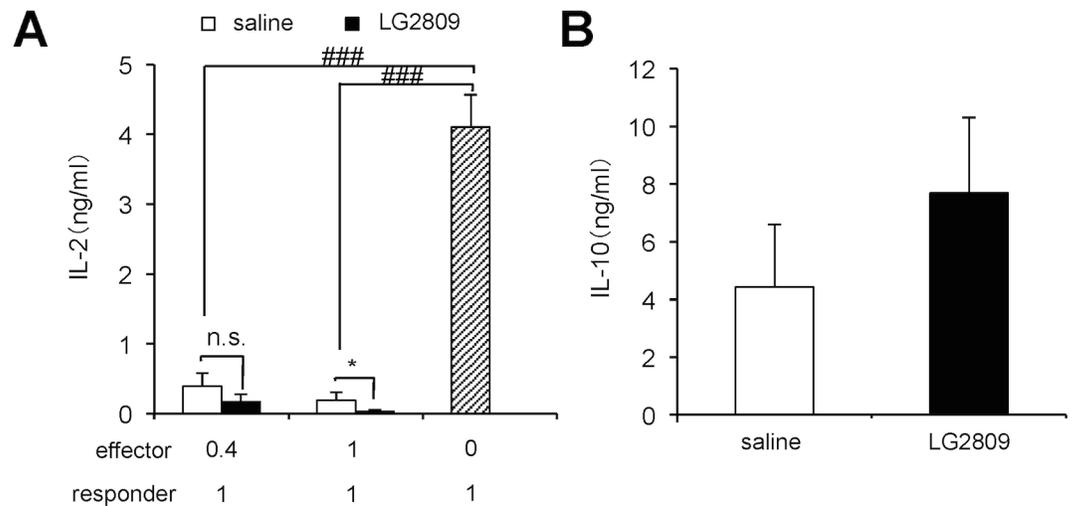 A
saline LG2809
###
###
5
4
3
2
1
0
IL-2(ng/ml)
n.s.
*
effector 0.4 1 0
responder 1 1 1
B
12
10
8
6
4
2
0
IL-10(ng/ml)
saline LG2809